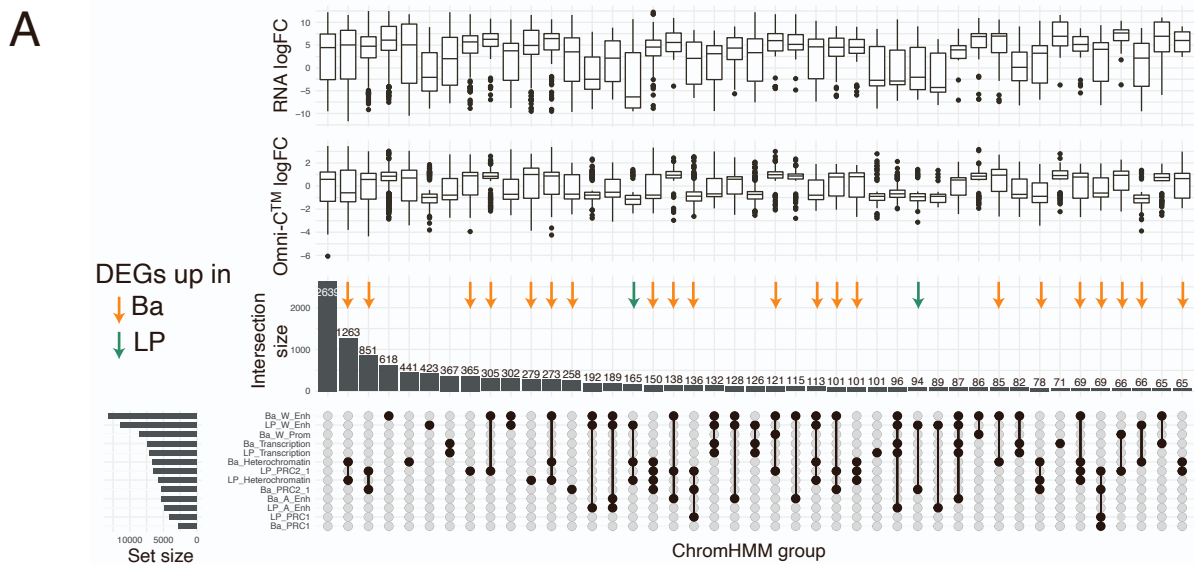 A
RNA logFC
10
5
0
−5
−10
Omni-C™ logFC
2
0
−2
−4
−6
DEGs up in
Ba
LP
Intersection size
2000
1000
0
2639 1263 851 618 441 423 367 365 305 302 279 273 258 192 189 165 150 138 136 132 128 126 121 115 113 101 101 101 96 94 89 87 86 85 82 78 71 69 69 66 66 65 65
Ba_W_Enh
LP_W_Enh
Ba_W_Prom
Ba_Transcription
LP_Transcription
Ba_Heterochromatin
LP_PRC2_1
LP_Heterochromatin
Ba_PRC2_1
Ba_A_Enh
LP_A_Enh
LP_PRC1
Ba_PRC1
10000 5000 0
Set size
ChromHMM group